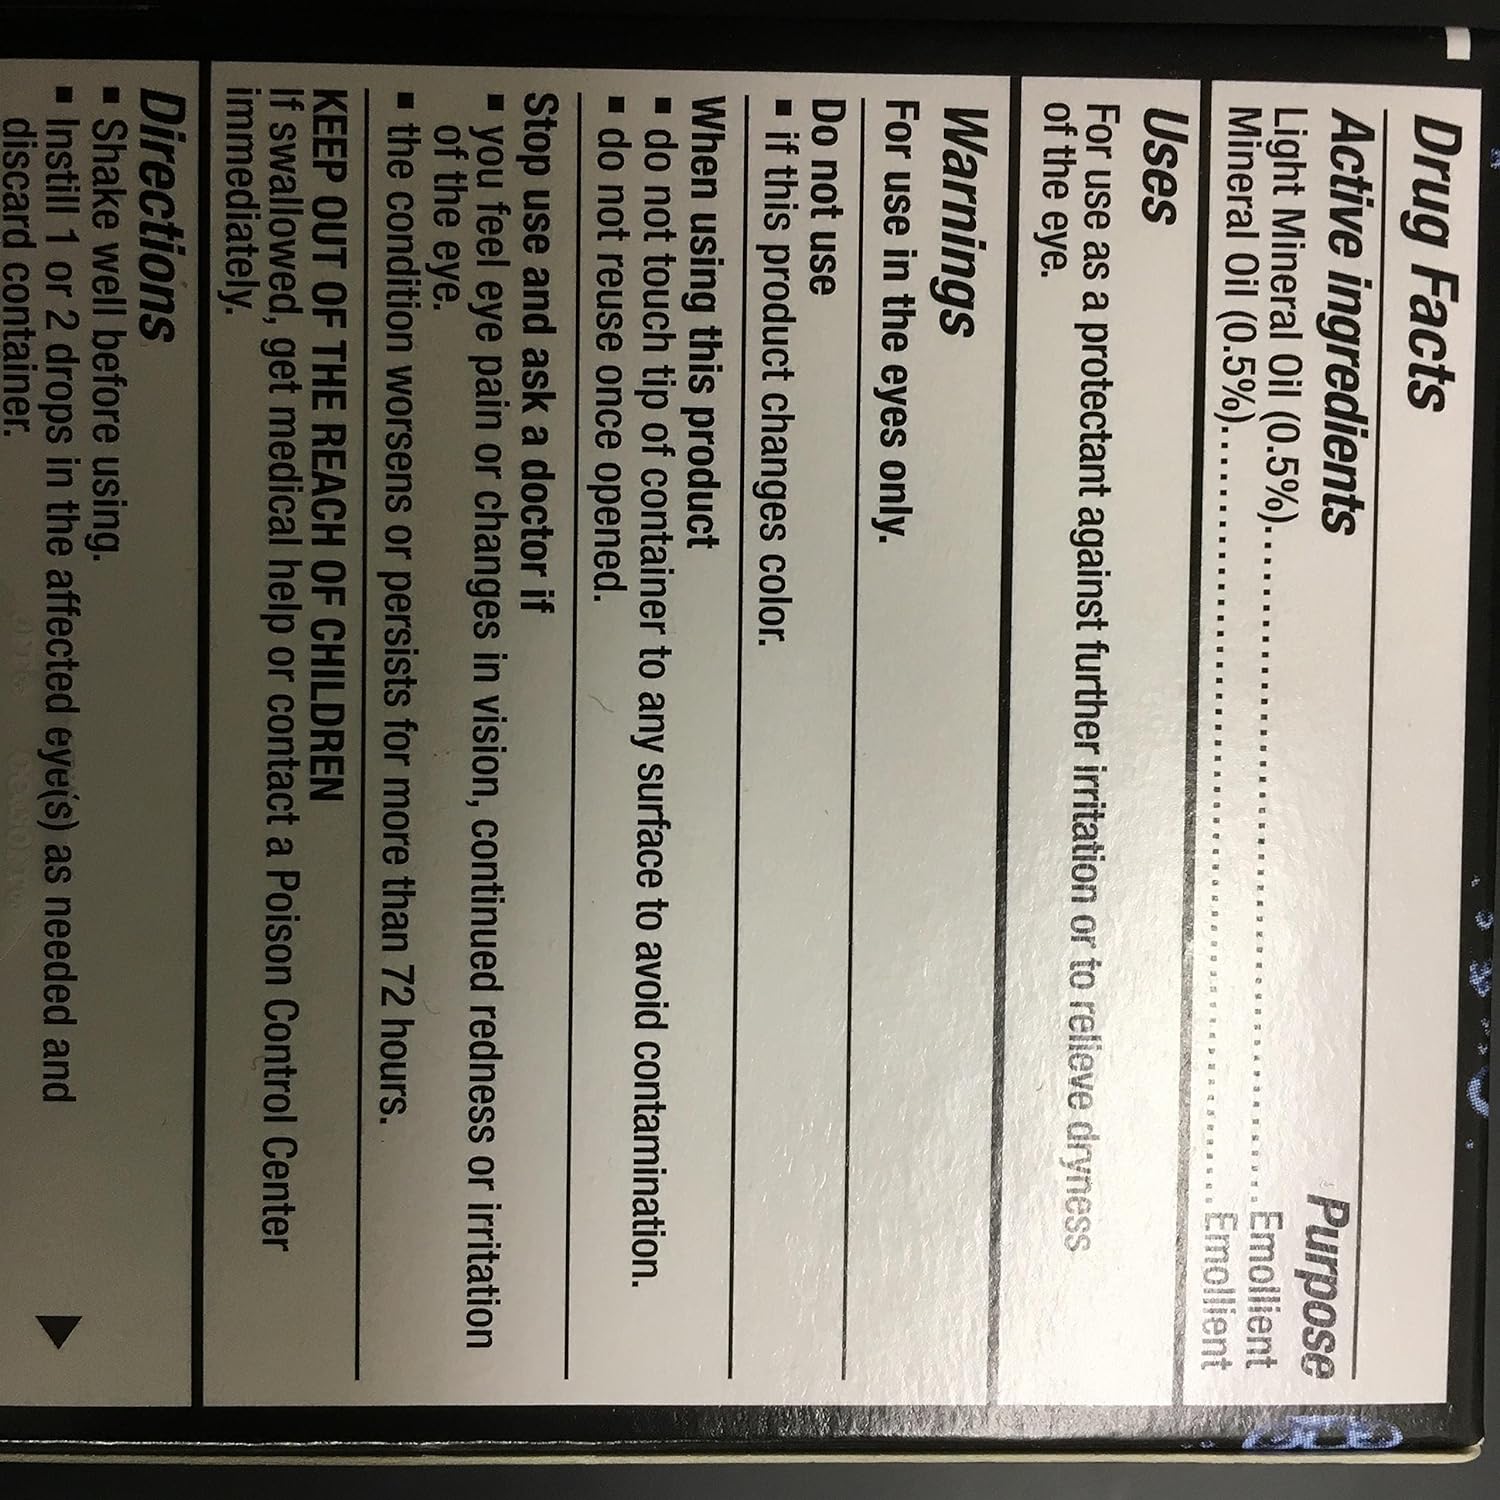 Drug Facts
Active ingredients Purpose
Light Mineral Oil (0.5%)........................................................Emollient
Mineral Oil (0.5%)................................................................Emollient
Uses
For use as a protectant against further irritation or to relieve dryness
of the eye.
Warnings
For use in the eyes only.
Do not use
▪ if this product changes color.
When using this product
▪ do not touch tip of container to any surface to avoid contamination.
▪ do not reuse once opened.
Stop use and ask a doctor if
▪ you feel eye pain or changes in vision, continued redness or irritation
of the eye.
▪ the condition worsens or persists for more than 72 hours.
KEEP OUT OF THE REACH OF CHILDREN
If swallowed, get medical help or contact a Poison Control Center
immediately.
Directions
▪ Shake well before using.
▪ Instill 1 or 2 drops in the affected eye(s) as needed and
discard container.